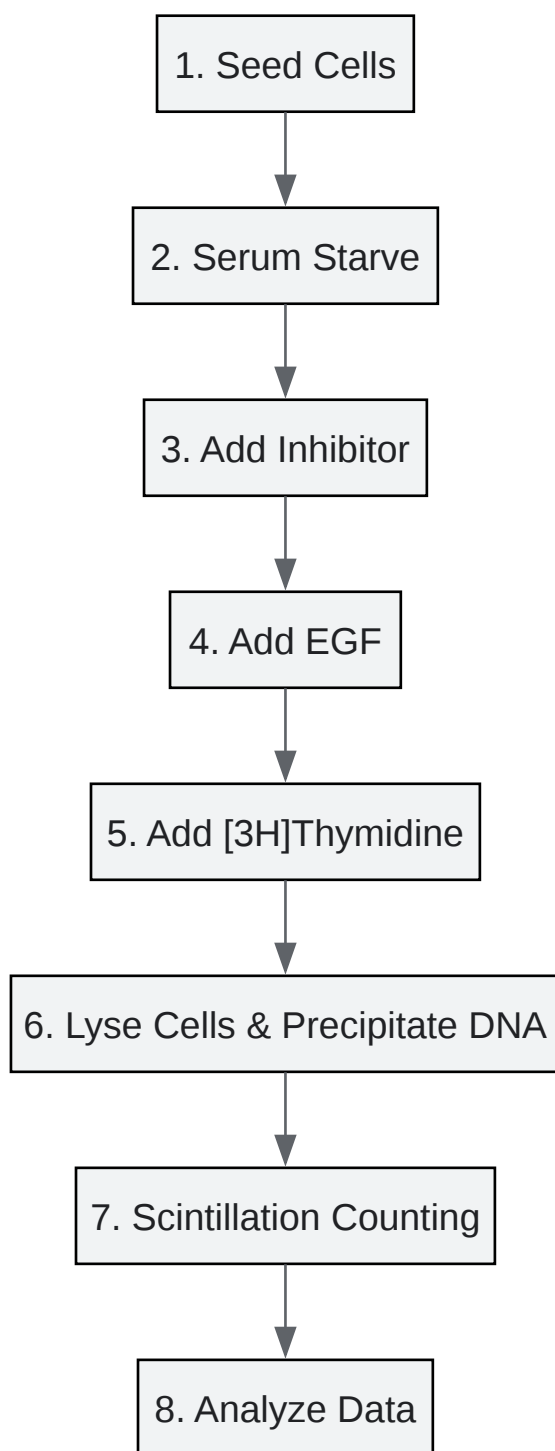 1. Seed Cells
2. Serum Starve
3. Add Inhibitor
4. Add EGF
5. Add [3H]Thymidine
6. Lyse Cells & Precipitate DNA
7. Scintillation Counting
8. Analyze Data